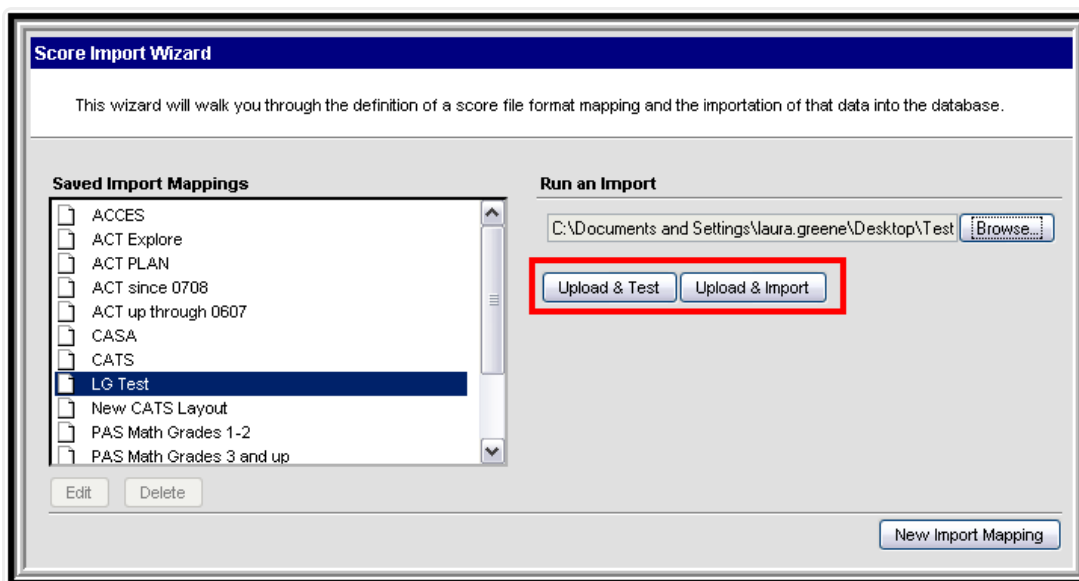 Score Import Wizard
This wizard will walk you through the definition of a score file format mapping and the importation of that data into the database.
Saved Import Mappings
ACCES
ACT Explore
ACT PLAN
ACT since 0708
ACT up through 0607
CASA
CATS
LG Test
New CATS Layout
PAS Math Grades 1-2
PAS Math Grades 3 and up
Edit Delete
Run an Import
C:\Documents and Settings\laura.greene\Desktop\Test Browse...
Upload & Test Upload & Import
New Import Mapping